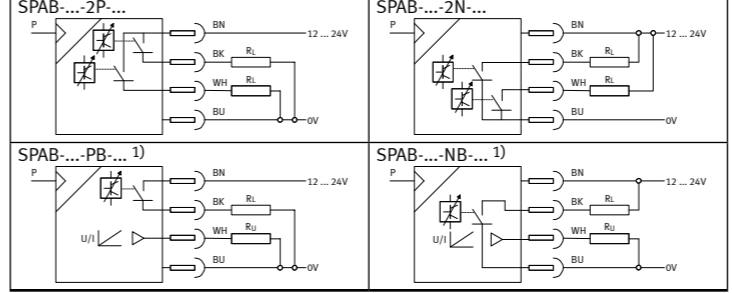 SPAB-...-2P-...
P
BN
12 ... 24V
BK
RL
WH
RL
BU
0V
SPAB-...-2N-...
P
BN
12 ... 24V
BK
RL
WH
RL
BU
0V
SPAB-...-PB-... 1)
P
BN
12 ... 24V
BK
RL
U/I
WH
RU
BU
0V
SPAB-...-NB-... 1)
P
BN
12 ... 24V
BK
RL
U/I
WH
RU
BU
0V